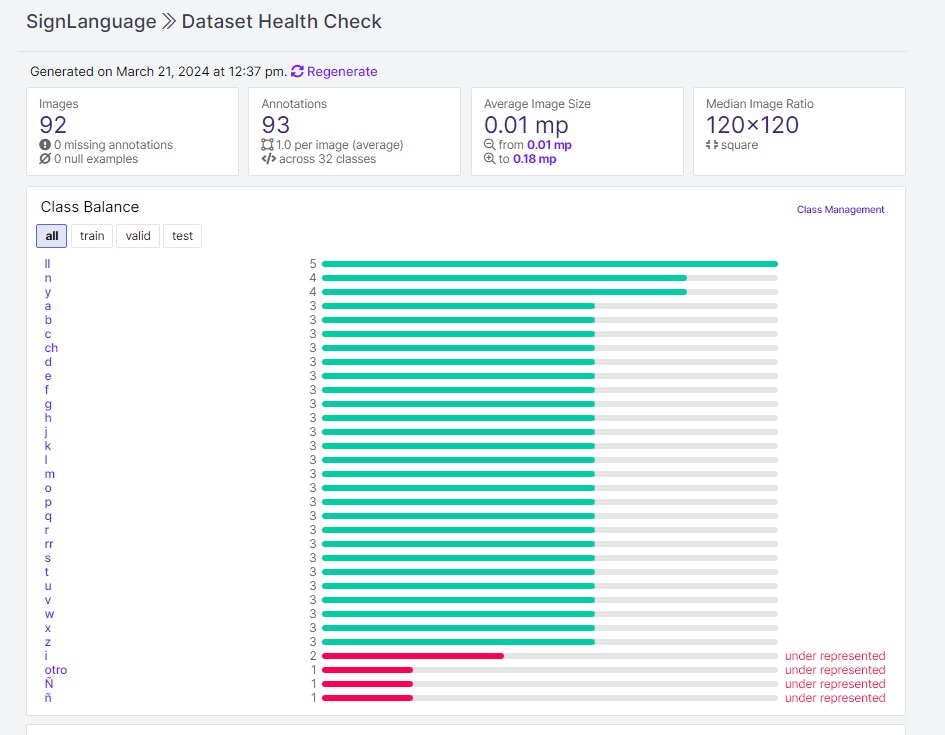 SignLanguage >> Dataset Health Check
Generated on March 21, 2024 at 12:37 pm. Regenerate
Images
92
0 missing annotations
0 null examples
Annotations
93
1.0 per image (average)
across 32 classes
Average Image Size
0.01 mp
from 0.01 mp
to 0.18 mp
Median Image Ratio
120×120
square
Class Balance
Class Management
all train valid test
ll 5
n 4
y 4
a 3
b 3
c 3
ch 3
d 3
e 3
f 3
g 3
h 3
j 3
k 3
l 3
m 3
o 3
p 3
q 3
r 3
rr 3
s 3
t 3
u 3
v 3
w 3
x 3
z 3
i 2 under represented
otro 1 under represented
Ñ 1 under represented
ñ 1 under represented